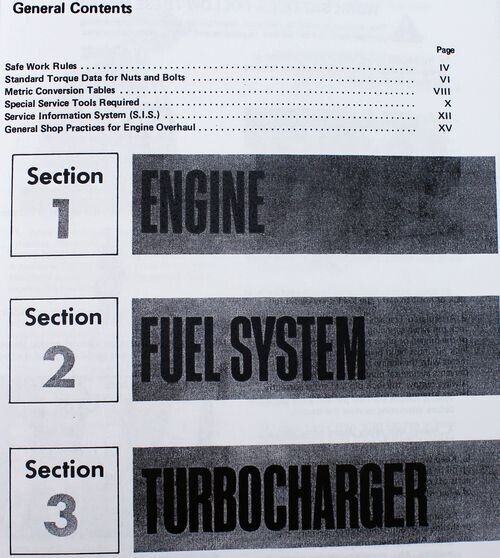 General Contents
Page
Safe Work Rules ........ IV
Standard Torque Data for Nuts and Bolts ........ VI
Metric Conversion Tables ........ VIII
Special Service Tools Required ........ X
Service Information System (S.I.S.) ........ XII
General Shop Practices for Engine Overhaul ........ XV
Section
1
ENGINE
Section
2
FUEL SYSTEM
Section
3
TURBOCHARGER